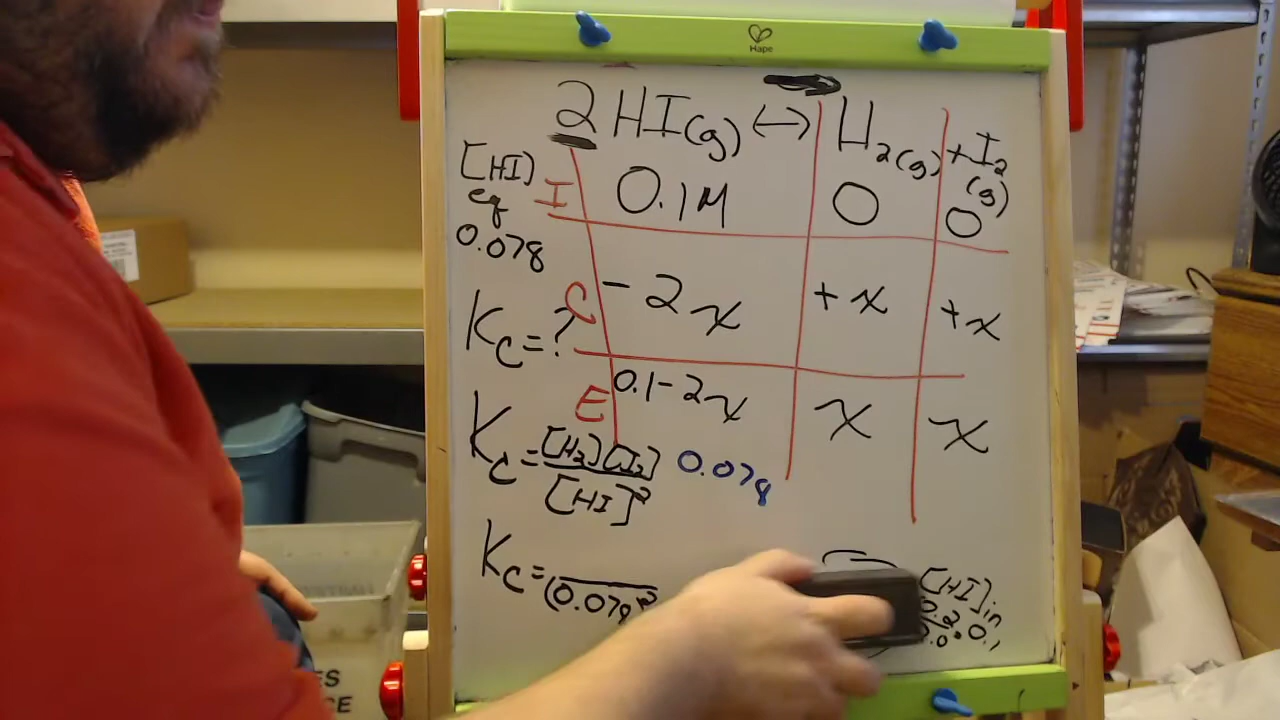 Hape
2HI(g) ↔ H2(g) + I2(g)
[HI]eq 0.078
I 0.1M 0 0
C -2x +x +x
Kc=?
E 0.1-2x x x
Kc= [H2][I2] / [HI]²
0.078
Kc= / (0.078)²
[HI]in
0.2